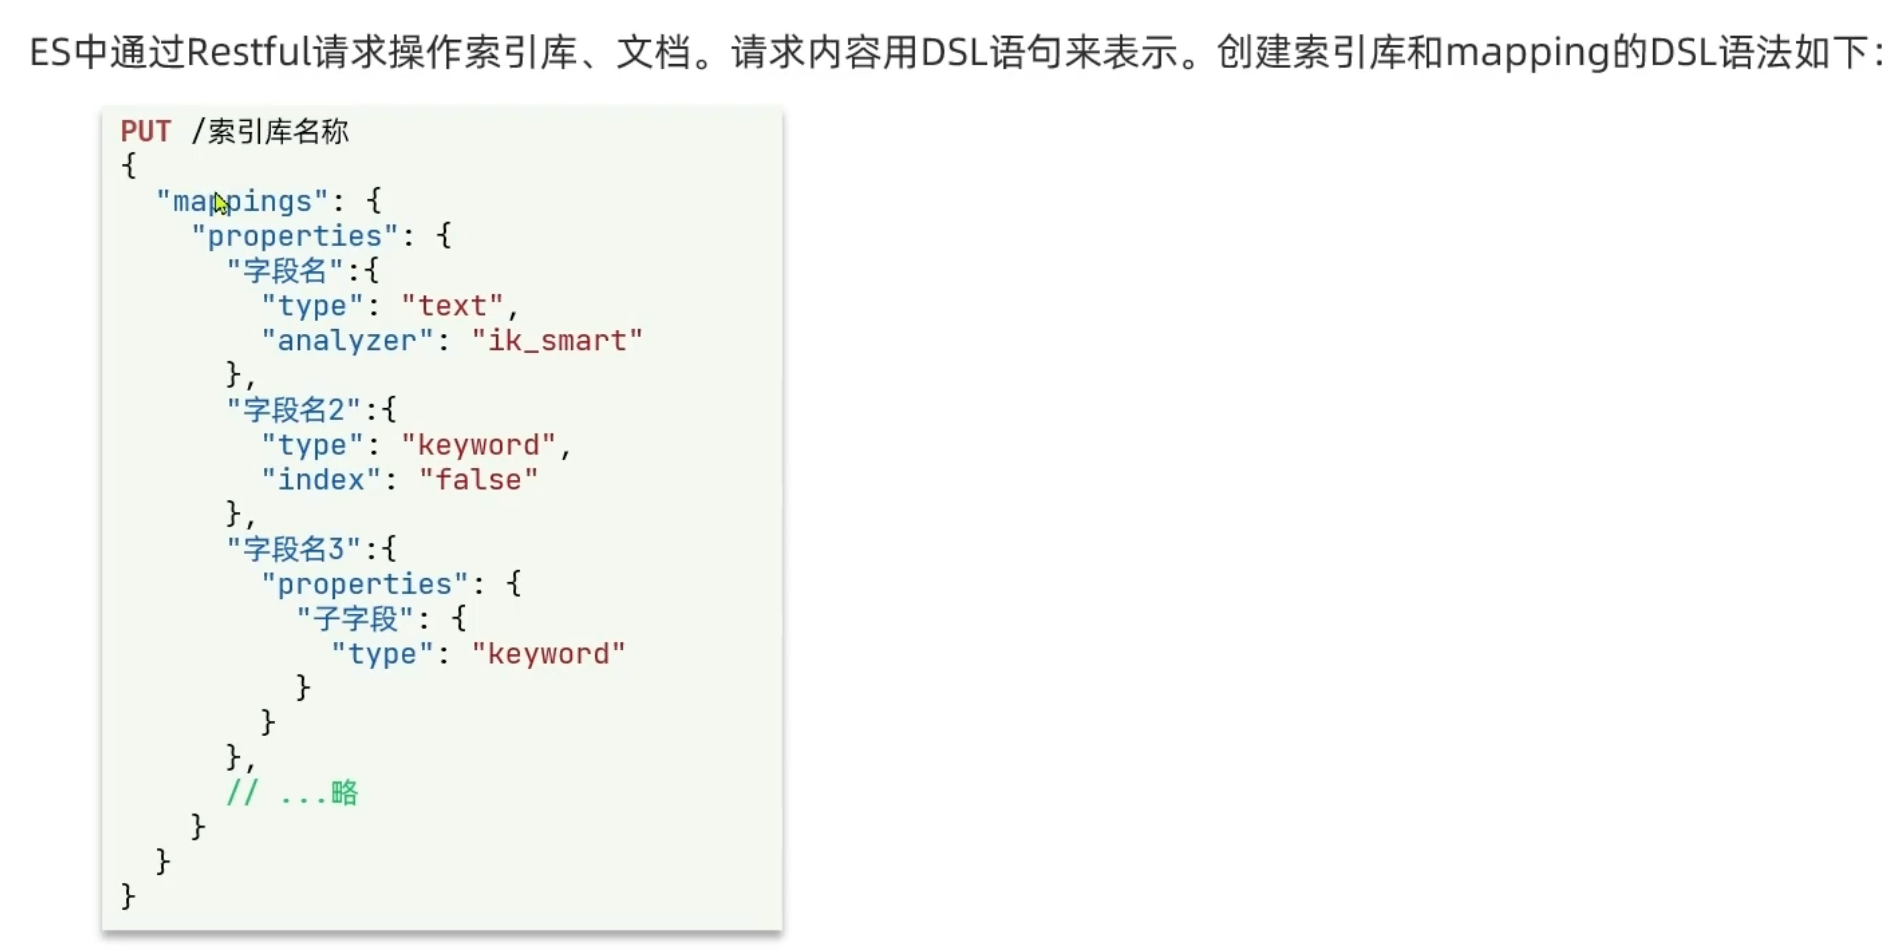 ES中通过Restful请求操作索引库、文档。请求内容用DSL语句来表示。创建索引库和mapping的DSL语法如下：
PUT /索引库名称
{
  "mappings": {
    "properties": {
      "字段名":{
        "type": "text",
        "analyzer": "ik_smart"
      },
      "字段名2":{
        "type": "keyword",
        "index": "false"
      },
      "字段名3":{
        "properties": {
          "子字段": {
            "type": "keyword"
          }
        }
      },
      // ...略
    }
  }
}